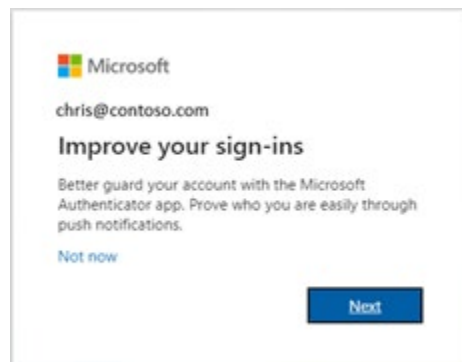 Microsoft
chris@contoso.com
Improve your sign-ins
Better guard your account with the Microsoft
Authenticator app. Prove who you are easily through
push notifications.
Not now
Next